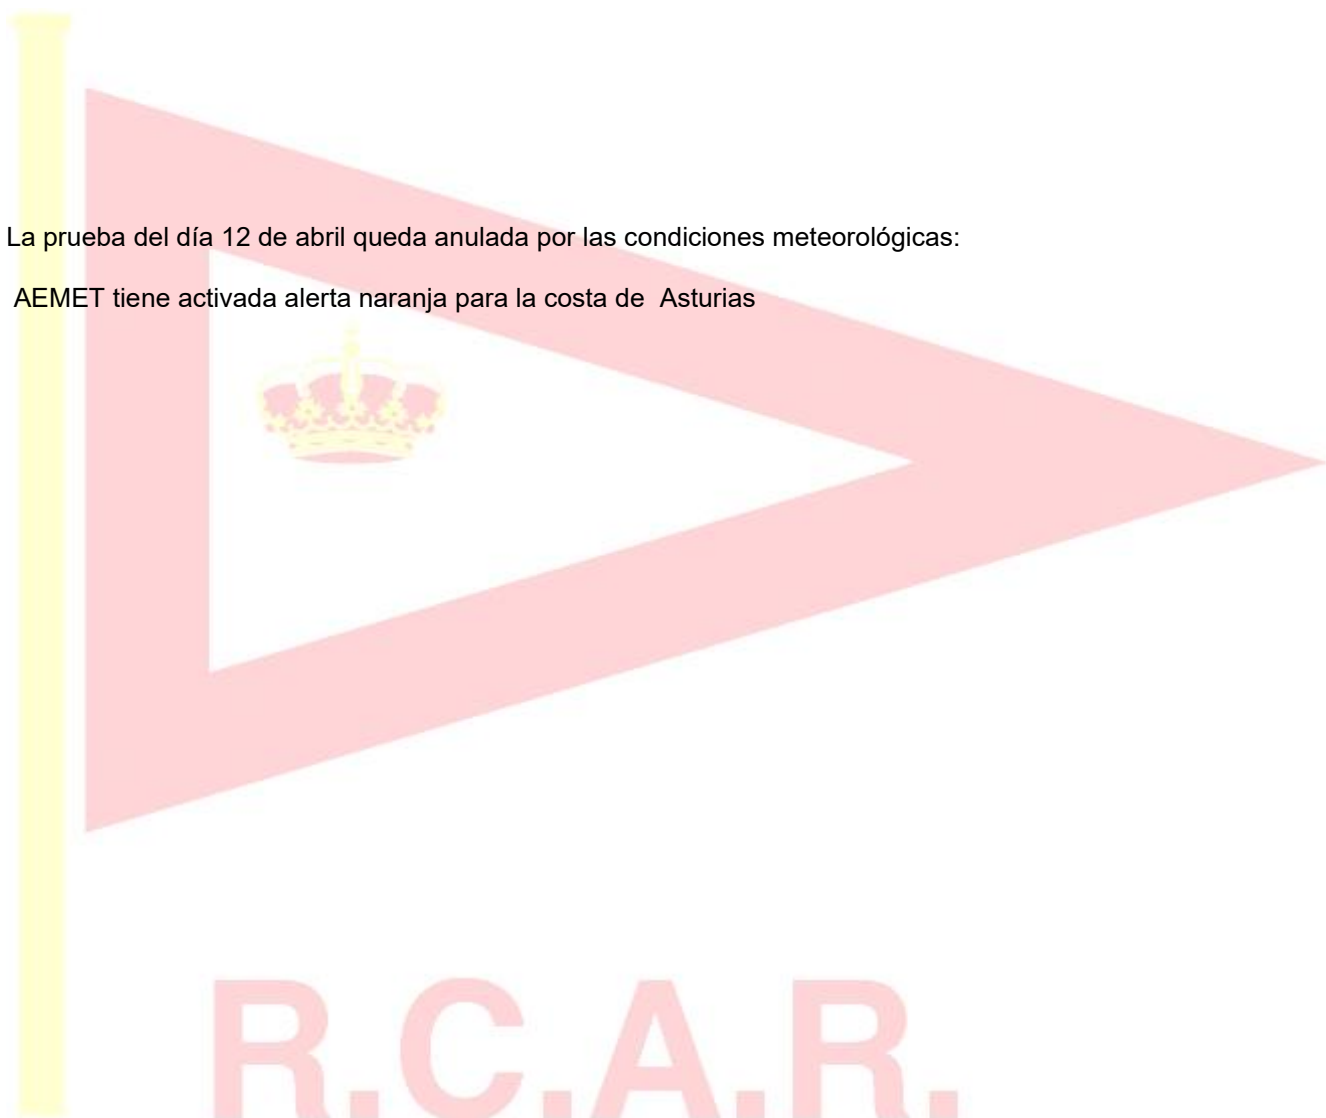 La prueba del día 12 de abril queda anulada por las condiciones meteorológicas:
AEMET tiene activada alerta naranja para la costa de  Asturias
R.C.A.R.